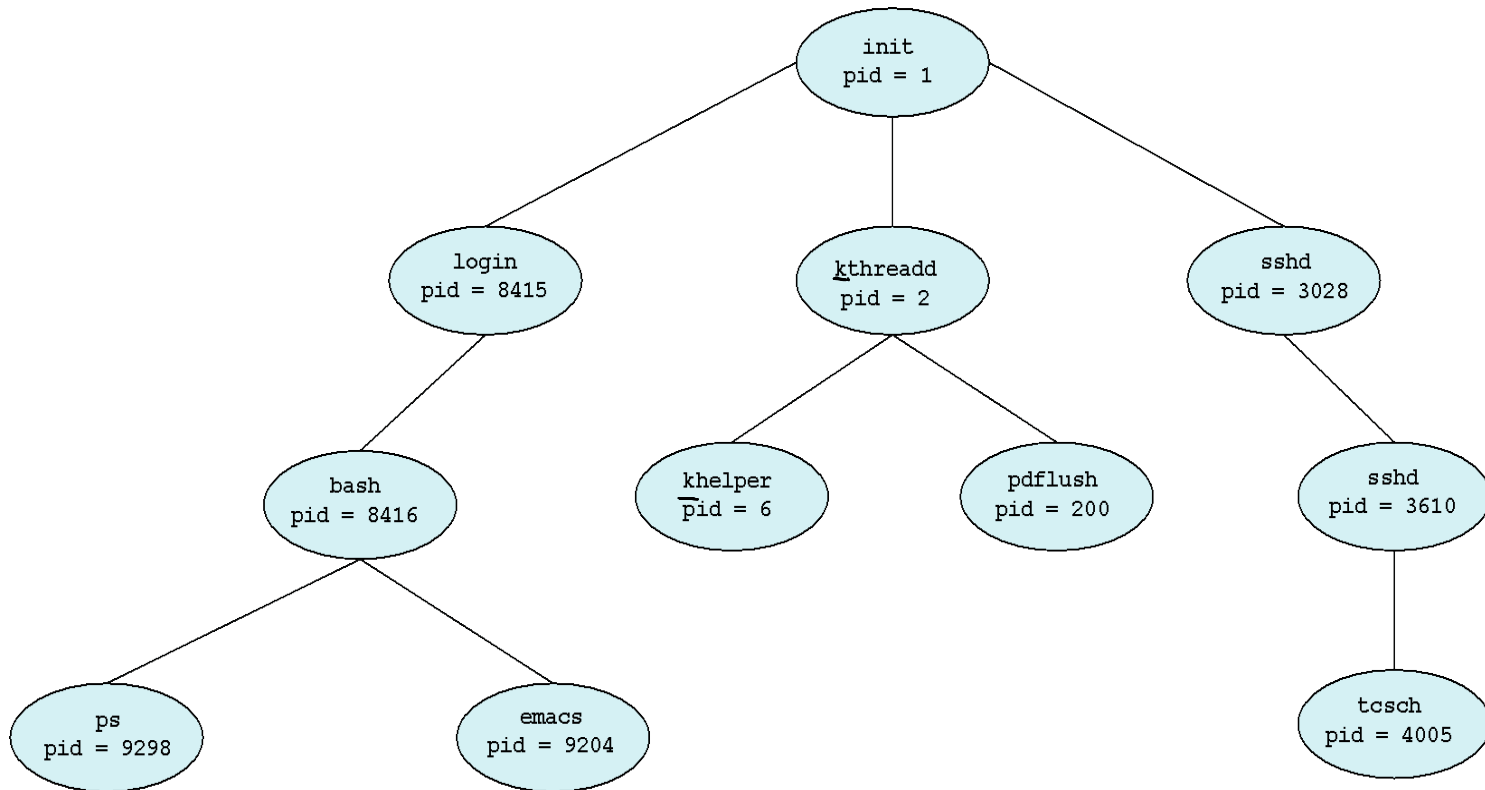 init
pid = 1
login
pid = 8415
kthreadd
pid = 2
sshd
pid = 3028
bash
pid = 8416
khelper
pid = 6
pdflush
pid = 200
sshd
pid = 3610
ps
pid = 9298
emacs
pid = 9204
tcsch
pid = 4005